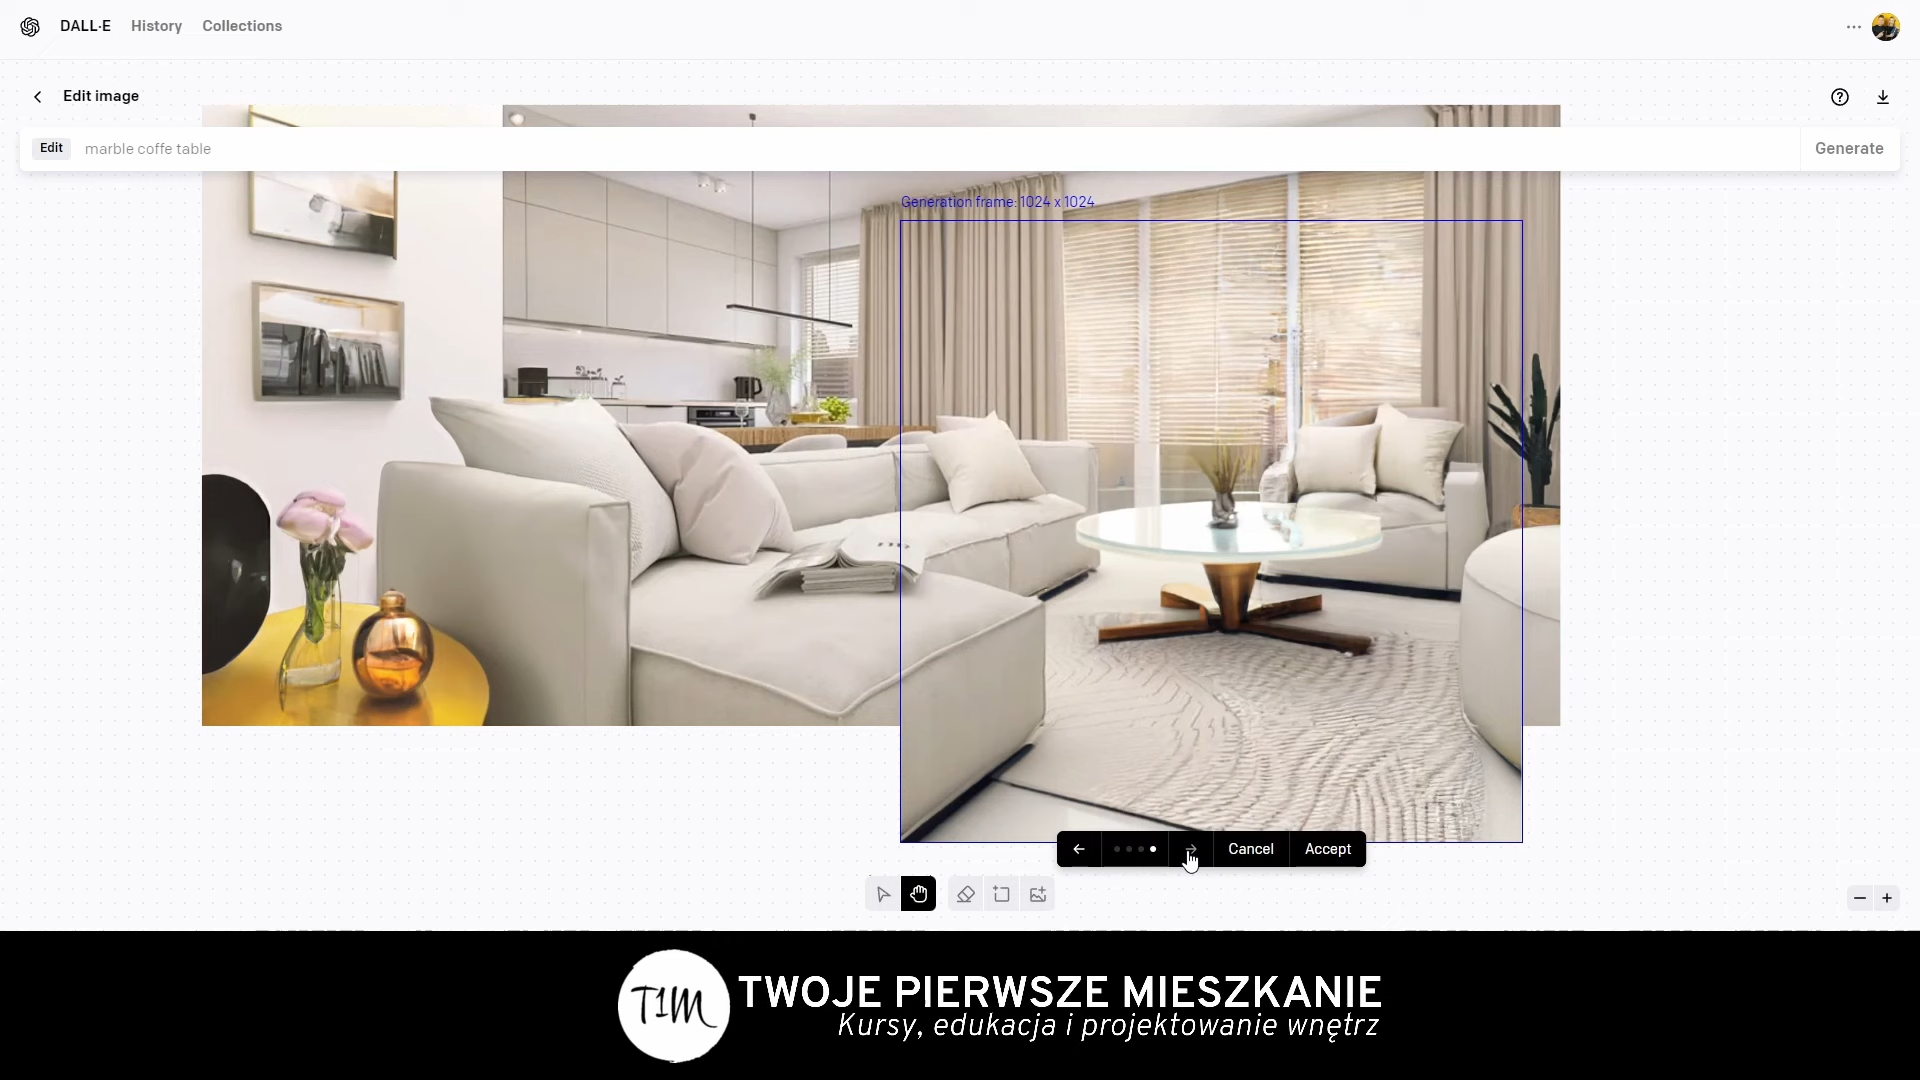 DALL·E History Collections
Edit image
Edit marble coffe table Generate
Generation frame: 1024 x 1024
Cancel Accept
T1M
TWOJE PIERWSZE MIESZKANIE
Kursy, edukacja i projektowanie wnętrz